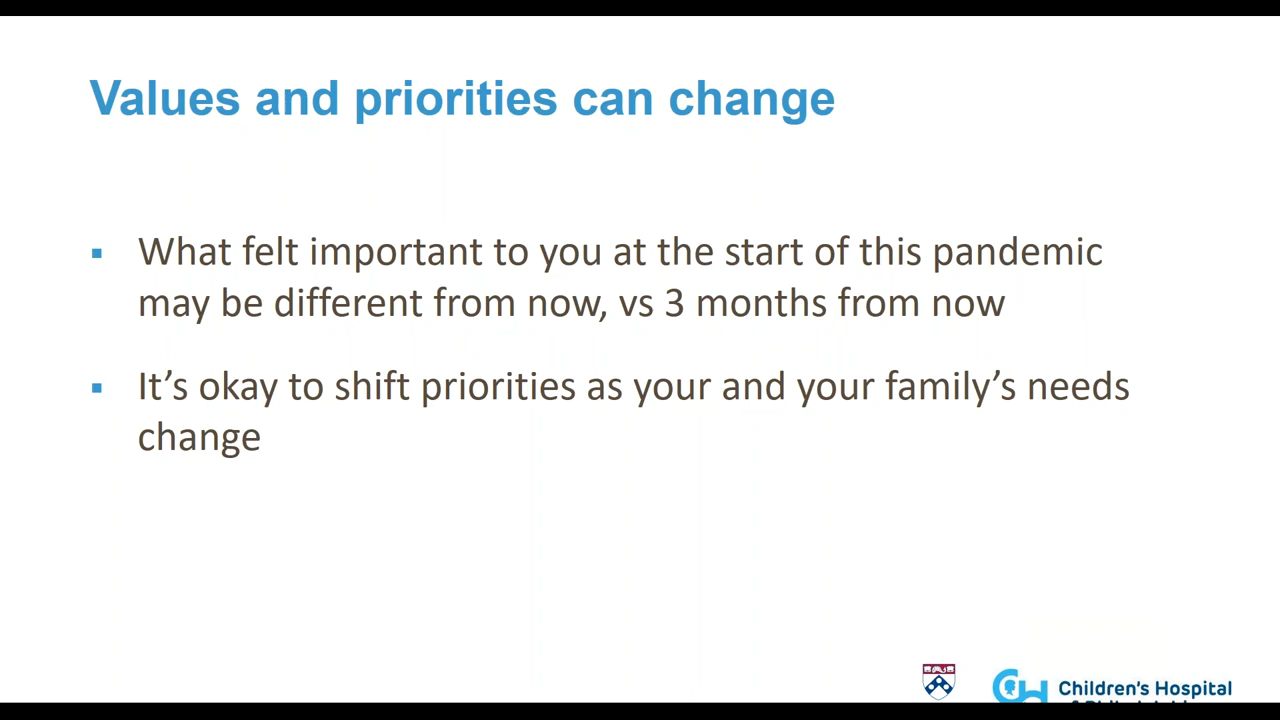 Values and priorities can change
▪ What felt important to you at the start of this pandemic
may be different from now, vs 3 months from now
▪ It’s okay to shift priorities as your and your family’s needs
change
Children’s Hospital